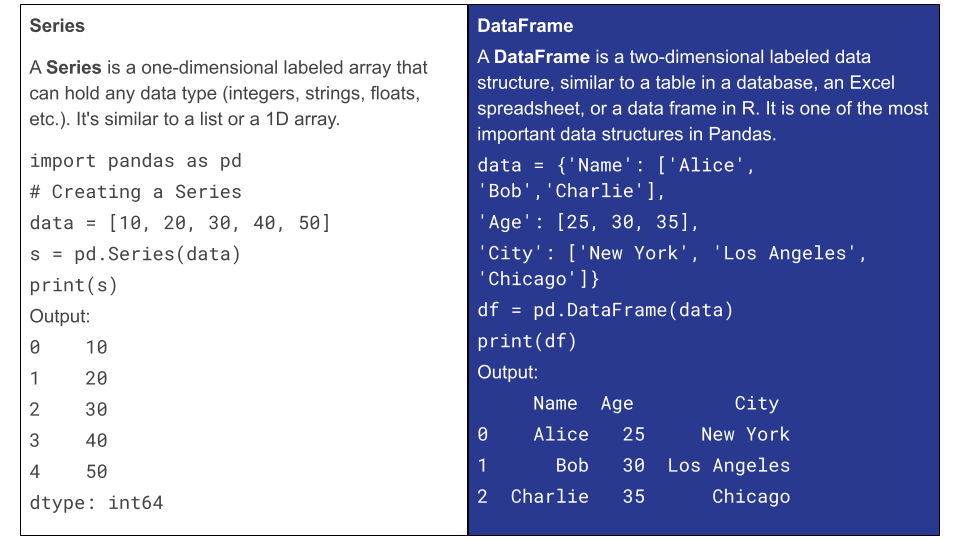 Series
A Series is a one-dimensional labeled array that
can hold any data type (integers, strings, floats,
etc.). It's similar to a list or a 1D array.
import pandas as pd
# Creating a Series
data = [10, 20, 30, 40, 50]
s = pd.Series(data)
print(s)
Output:
0    10
1    20
2    30
3    40
4    50
dtype: int64
DataFrame
A DataFrame is a two-dimensional labeled data
structure, similar to a table in a database, an Excel
spreadsheet, or a data frame in R. It is one of the most
important data structures in Pandas.
data = {'Name': ['Alice',
'Bob','Charlie'],
'Age': [25, 30, 35],
'City': ['New York', 'Los Angeles',
'Chicago']}
df = pd.DataFrame(data)
print(df)
Output:
     Name  Age         City
0    Alice   25     New York
1      Bob   30  Los Angeles
2  Charlie   35      Chicago